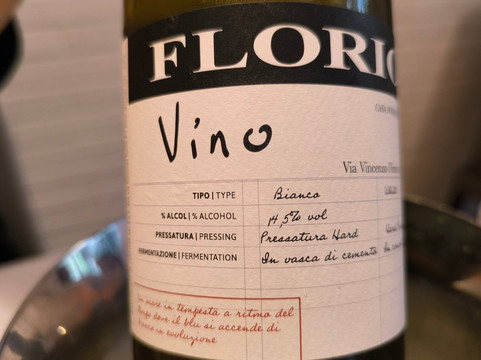 FLORIO
Vino
Via Vincenzo
TIPO | TYPE Bianco
% ALCOL | % ALCOHOL 14,5% vol
PRESSATURA | PRESSING Pressatura Hard
FERMENTAZIONE | FERMENTATION In vasca di cemento
mare in tempesta a ritmo del
dove il blu si accende di
in evoluzione